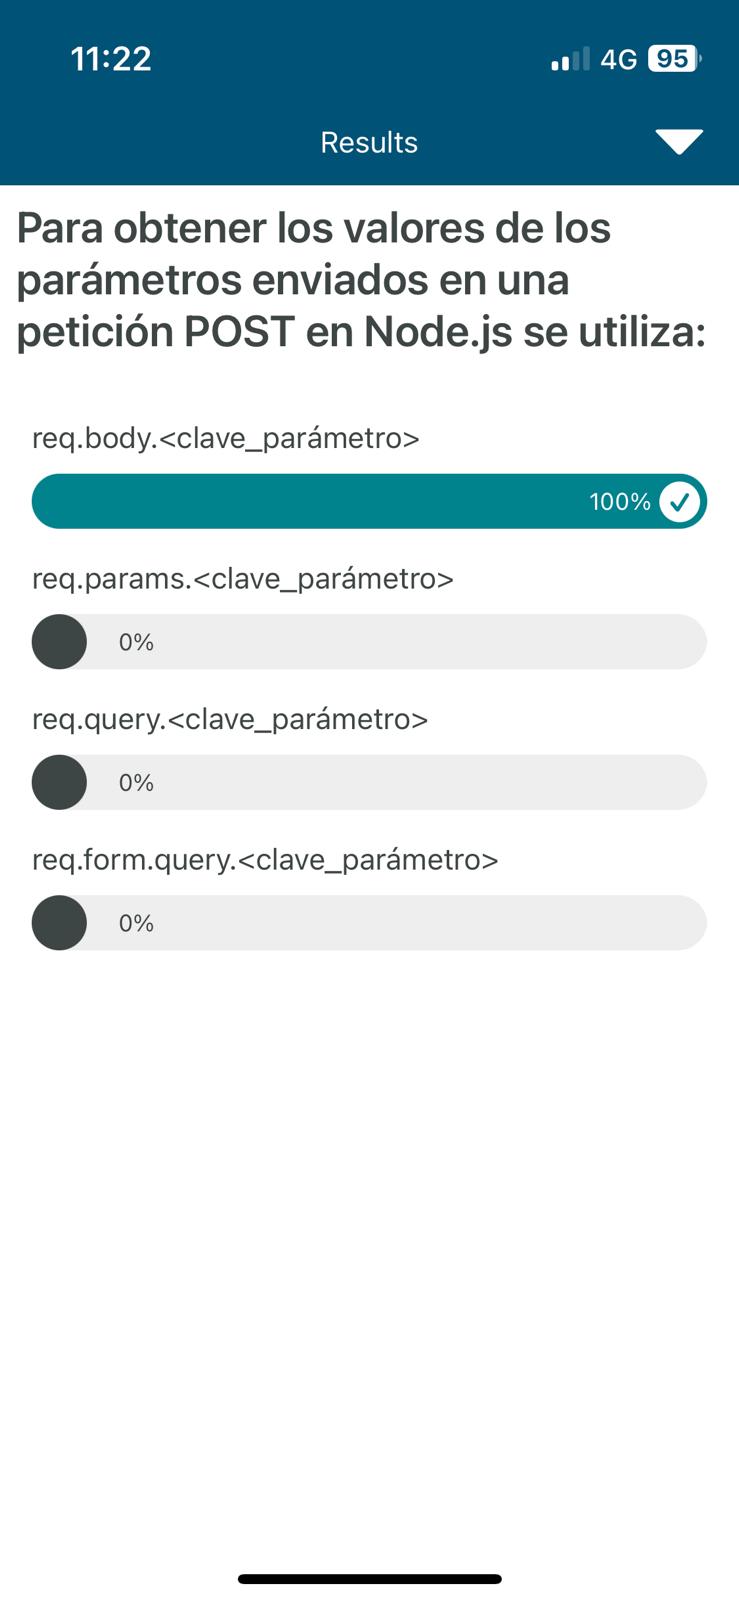 11:22
4G 95
Results
Para obtener los valores de los
parámetros enviados en una
petición POST en Node.js se utiliza:
req.body.<clave_parámetro>
100%
req.params.<clave_parámetro>
0%
req.query.<clave_parámetro>
0%
req.form.query.<clave_parámetro>
0%